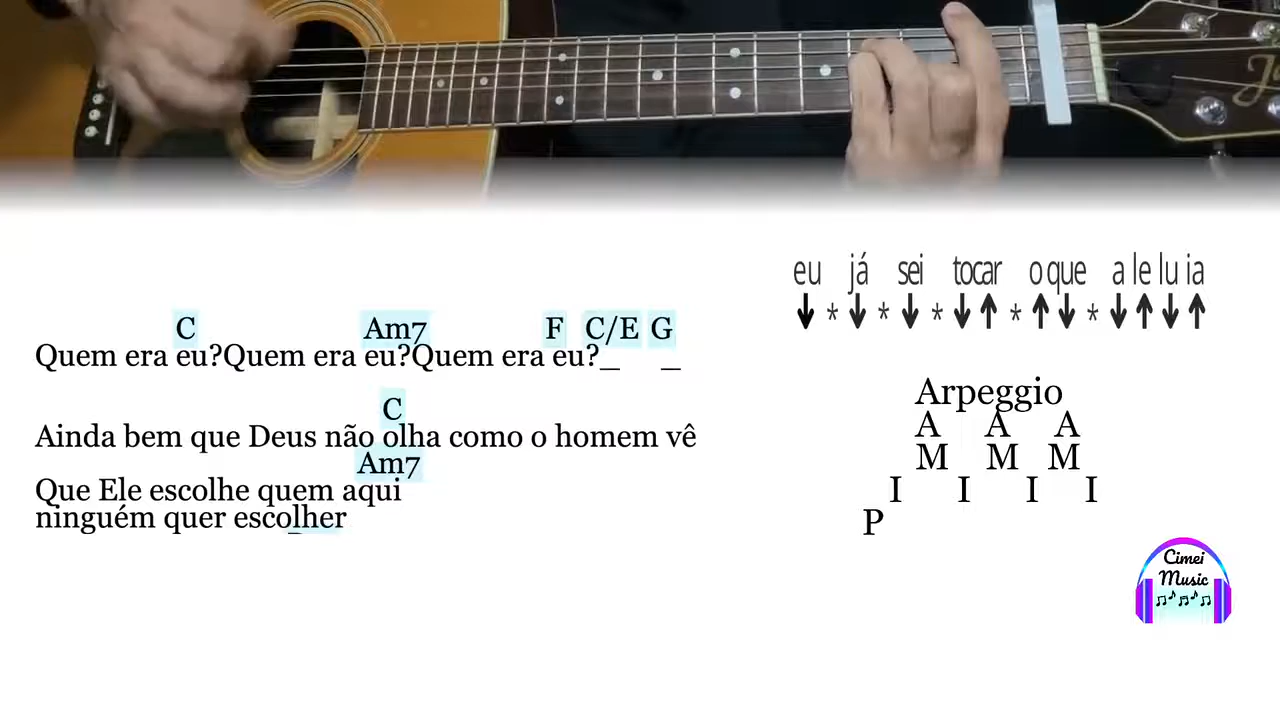 eu já sei tocar o que a le lu ia
↓ * ↓ * ↓ * ↓ ↑ * ↑ ↓ * ↓ ↑ ↓ ↑
C Am7 F C/E G
Quem era eu?Quem era eu?Quem era eu?_ _
C
Ainda bem que Deus não olha como o homem vê
Am7
Que Ele escolhe quem aqui
ninguém quer escolher
Arpeggio
A A A
M M M
I I I I
P
Cimei
Music